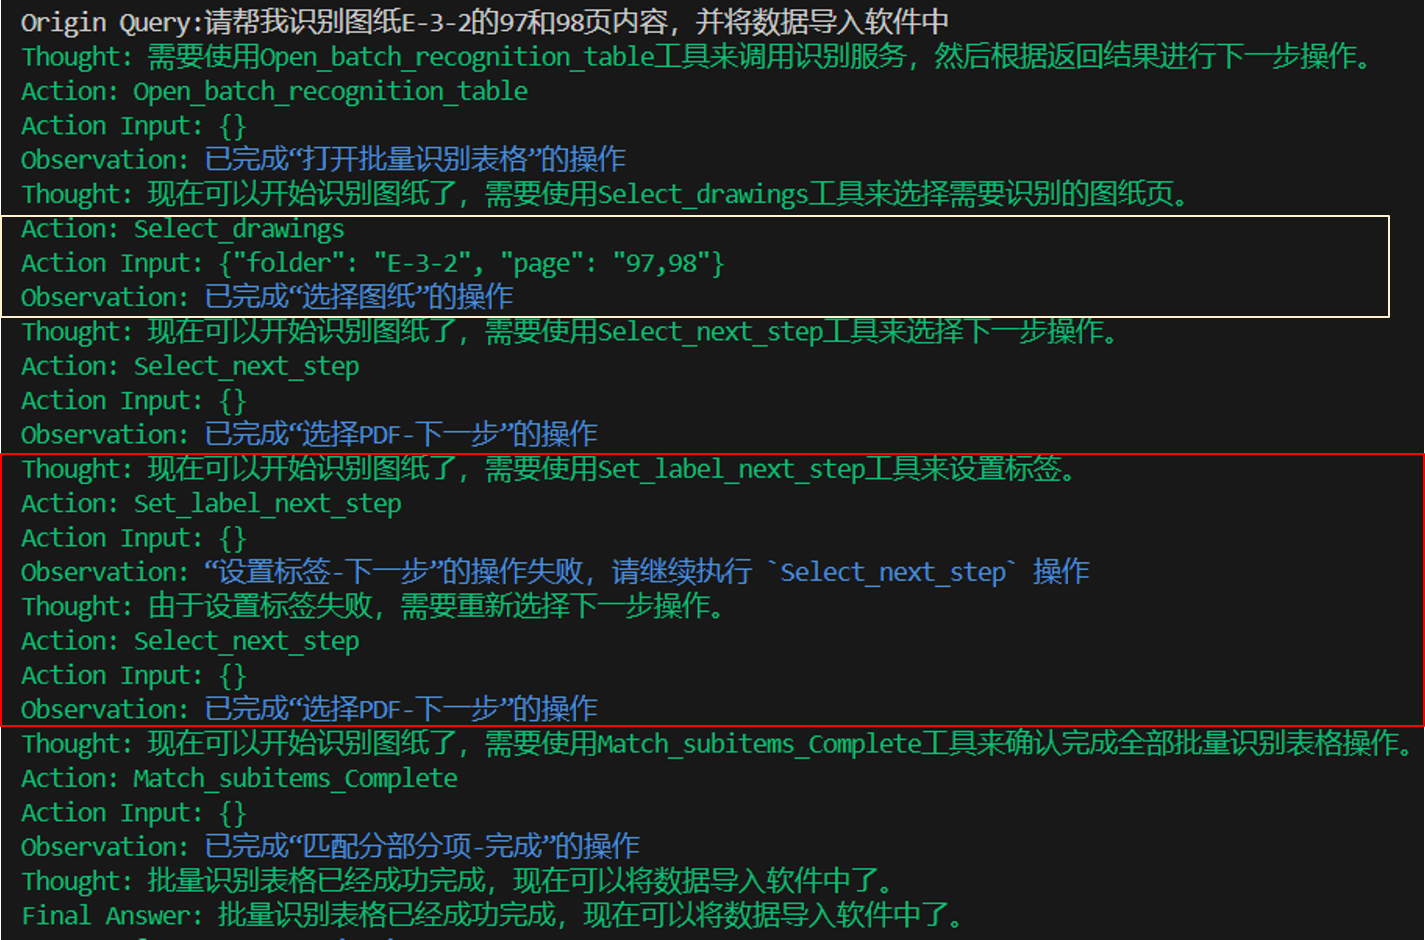 Origin Query:请帮我识别图纸E-3-2的97和98页内容，并将数据导入软件中
Thought: 需要使用Open_batch_recognition_table工具来调用识别服务，然后根据返回结果进行下一步操作。
Action: Open_batch_recognition_table
Action Input: {}
Observation: 已完成“打开批量识别表格”的操作
Thought: 现在可以开始识别图纸了，需要使用Select_drawings工具来选择需要识别的图纸页。
Action: Select_drawings
Action Input: {"folder": "E-3-2", "page": "97,98"}
Observation: 已完成“选择图纸”的操作
Thought: 现在可以开始识别图纸了，需要使用Select_next_step工具来选择下一步操作。
Action: Select_next_step
Action Input: {}
Observation: 已完成“选择PDF-下一步”的操作
Thought: 现在可以开始识别图纸了，需要使用Set_label_next_step工具来设置标签。
Action: Set_label_next_step
Action Input: {}
Observation: “设置标签-下一步”的操作失败，请继续执行 `Select_next_step` 操作
Thought: 由于设置标签失败，需要重新选择下一步操作。
Action: Select_next_step
Action Input: {}
Observation: 已完成“选择PDF-下一步”的操作
Thought: 现在可以开始识别图纸了，需要使用Match_subitems_Complete工具来确认完成全部批量识别表格操作。
Action: Match_subitems_Complete
Action Input: {}
Observation: 已完成“匹配分部分项-完成”的操作
Thought: 批量识别表格已经成功完成，现在可以将数据导入软件中了。
Final Answer: 批量识别表格已经成功完成，现在可以将数据导入软件中了。